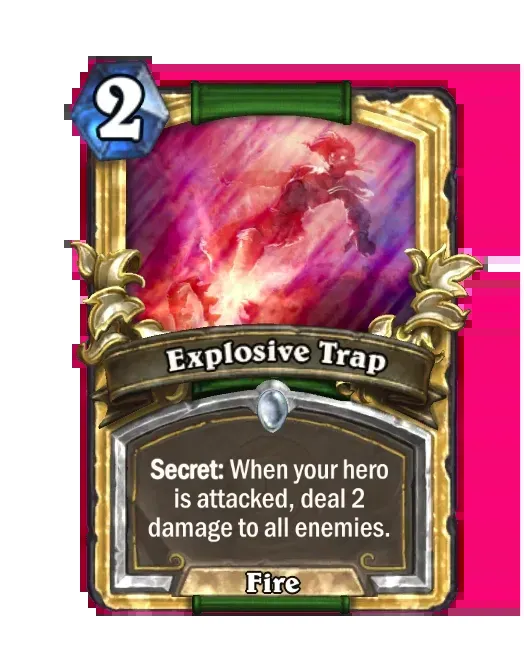 2
Explosive Trap
Secret: When your hero
is attacked, deal 2
damage to all enemies.
Fire